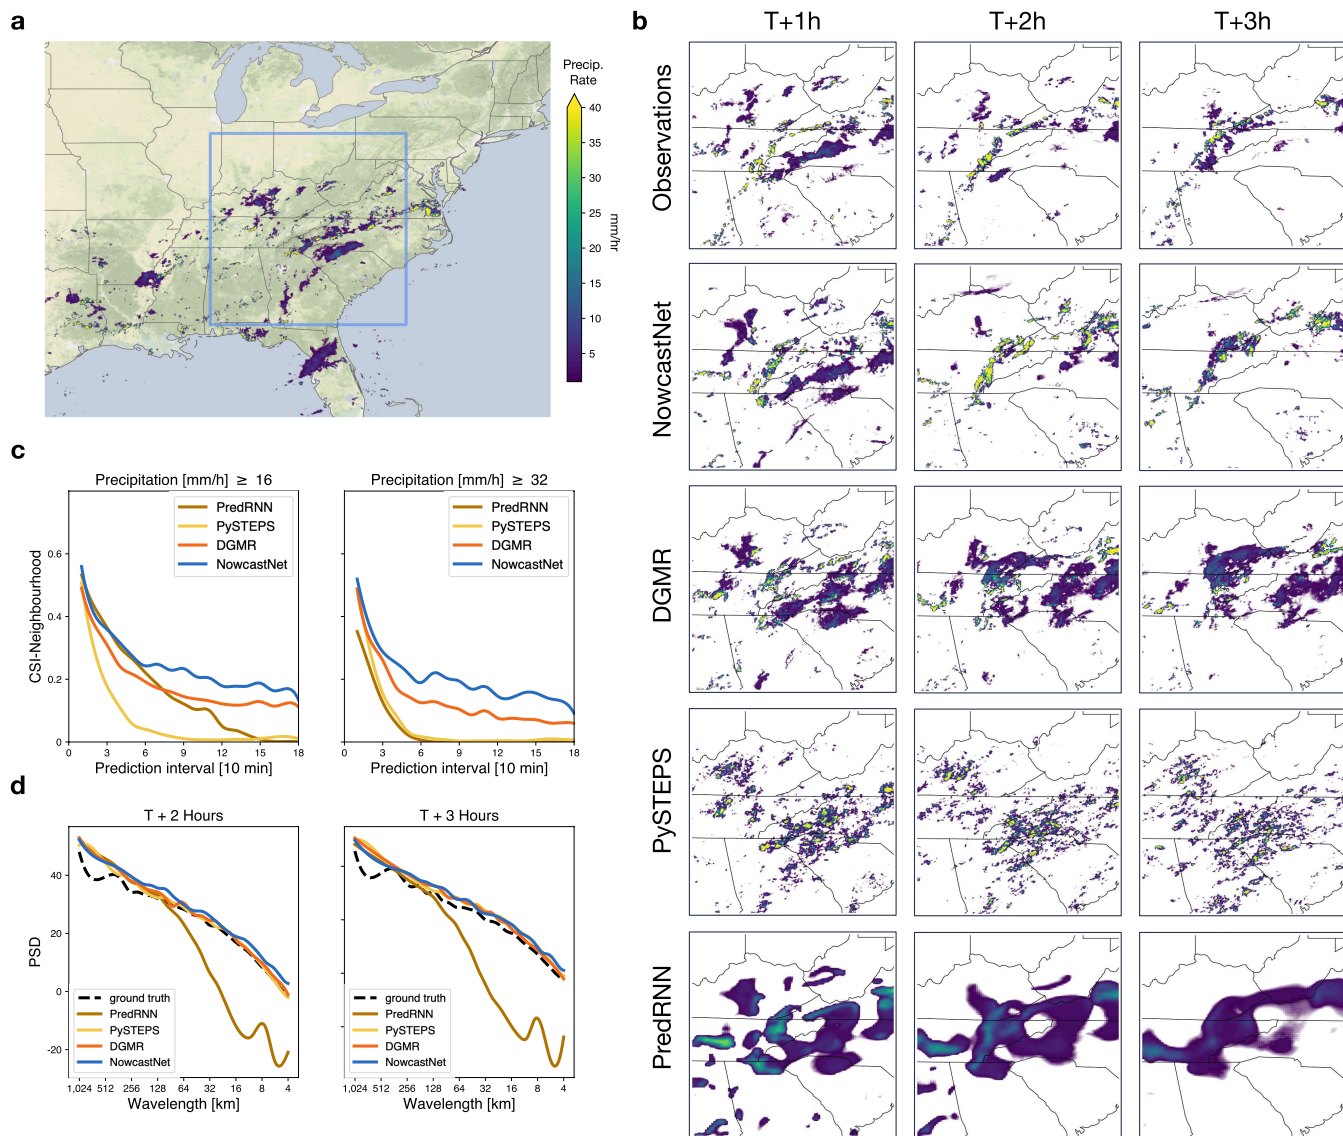 a
Precip.
Rate
40
35
30
25
20
15
10
5
mm/hr
b
T+1h
T+2h
T+3h
Observations
NowcastNet
DGMR
PySTEPS
PredRNN
c
Precipitation [mm/h] ≥ 16
PredRNN
PySTEPS
DGMR
NowcastNet
CSI-Neighbourhood
0.6
0.4
0.2
0
0 3 6 9 12 15 18
Prediction interval [10 min]
Precipitation [mm/h] ≥ 32
PredRNN
PySTEPS
DGMR
NowcastNet
0 3 6 9 12 15 18
Prediction interval [10 min]
d
T + 2 Hours
PSD
40
20
0
-20
ground truth
PredRNN
PySTEPS
DGMR
NowcastNet
1,024 512 256 128 64 32 16 8 4
Wavelength [km]
T + 3 Hours
ground truth
PredRNN
PySTEPS
DGMR
NowcastNet
1,024 512 256 128 64 32 16 8 4
Wavelength [km]